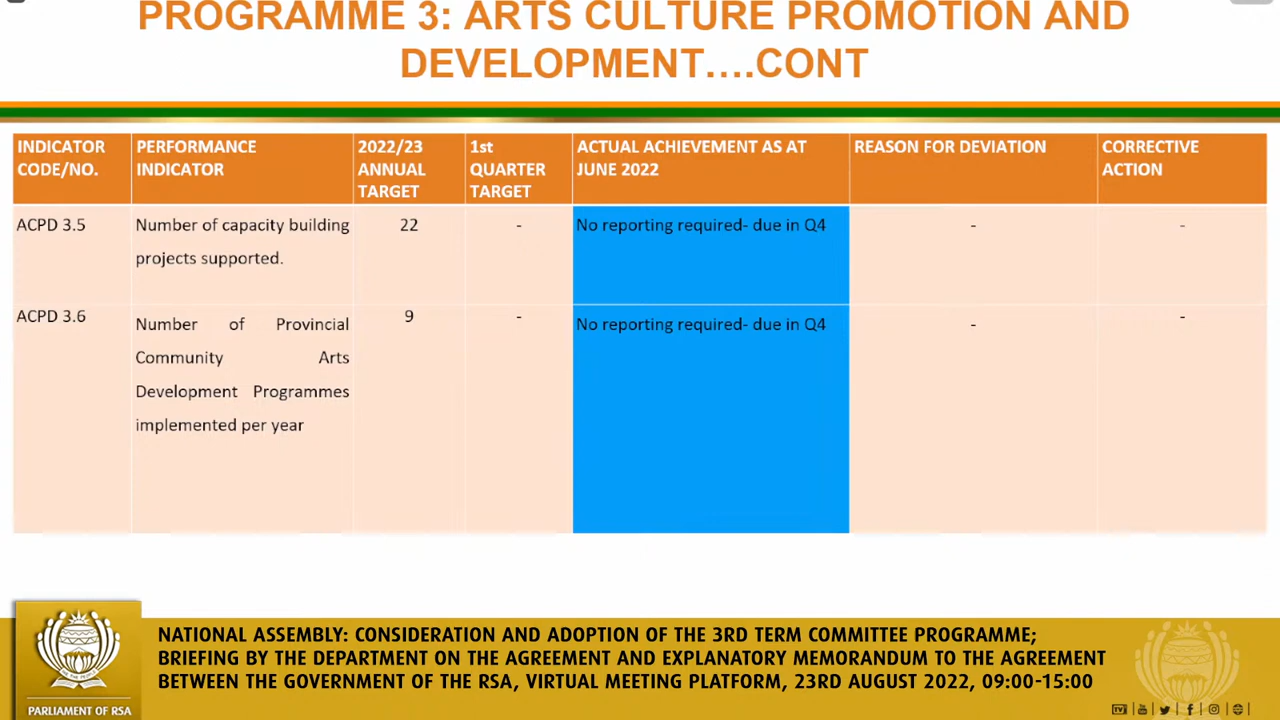 PROGRAMME 3: ARTS CULTURE PROMOTION AND
DEVELOPMENT....CONT
INDICATOR CODE/NO.
PERFORMANCE INDICATOR
2022/23 ANNUAL TARGET
1st QUARTER TARGET
ACTUAL ACHIEVEMENT AS AT JUNE 2022
REASON FOR DEVIATION
CORRECTIVE ACTION
ACPD 3.5
Number of capacity building
projects supported.
22
-
No reporting required- due in Q4
-
-
ACPD 3.6
Number of Provincial
Community Arts
Development Programmes
implemented per year
9
-
No reporting required- due in Q4
-
-
NATIONAL ASSEMBLY: CONSIDERATION AND ADOPTION OF THE 3RD TERM COMMITTEE PROGRAMME;
BRIEFING BY THE DEPARTMENT ON THE AGREEMENT AND EXPLANATORY MEMORANDUM TO THE AGREEMENT
BETWEEN THE GOVERNMENT OF THE RSA, VIRTUAL MEETING PLATFORM, 23RD AUGUST 2022, 09:00-15:00
PARLIAMENT OF RSA